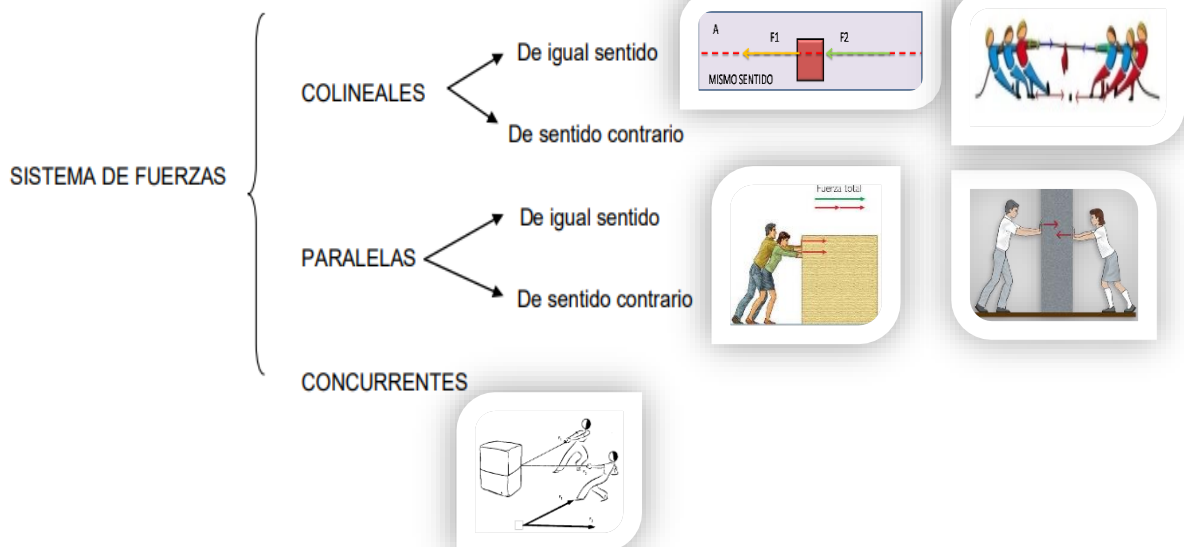 SISTEMA DE FUERZAS
COLINEALES
De igual sentido
De sentido contrario
A
F1
F2
MISMO SENTIDO
PARALELAS
De igual sentido
De sentido contrario
Fuerza total
CONCURRENTES